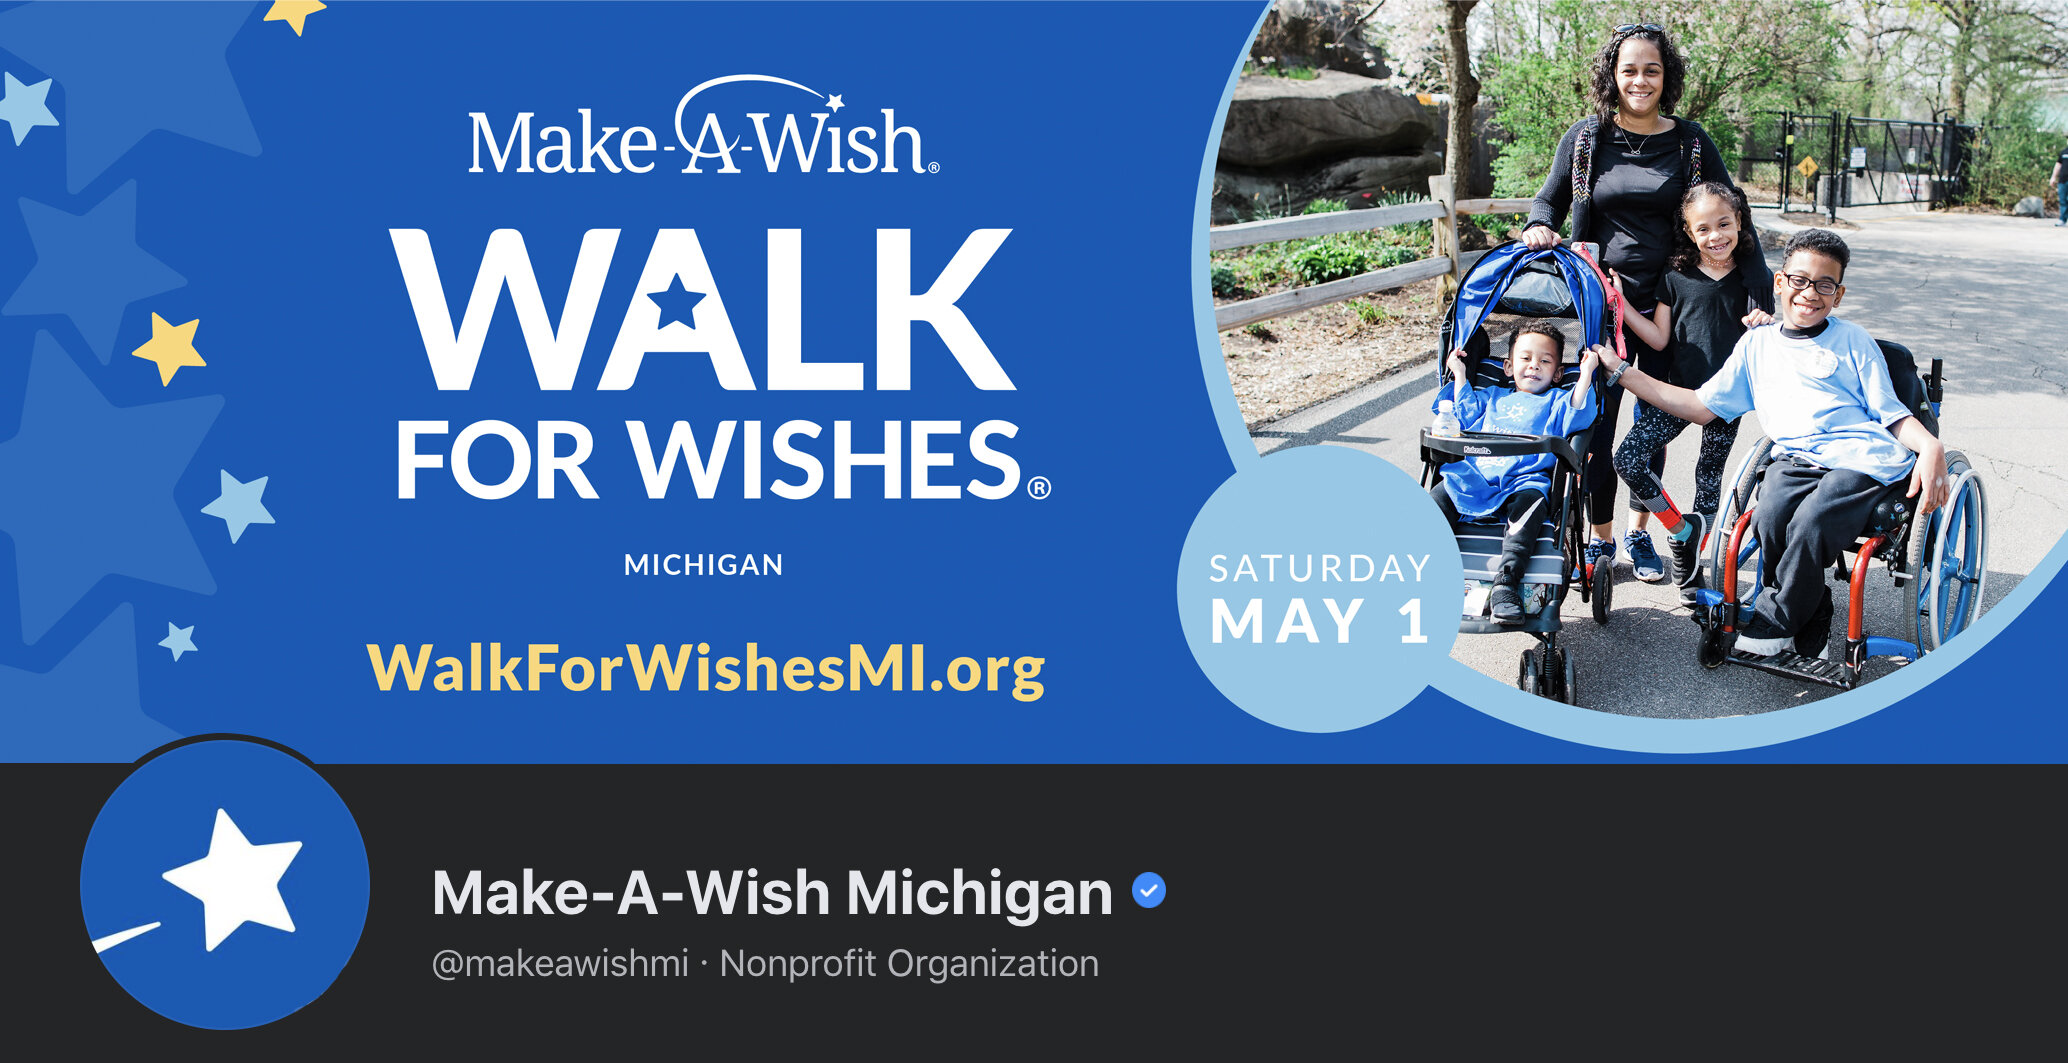 Make-A-Wish®
WALK
FOR WISHES®
MICHIGAN
WalkForWishesMI.org
SATURDAY
MAY 1
Make-A-Wish Michigan
@makeawishmi · Nonprofit Organization